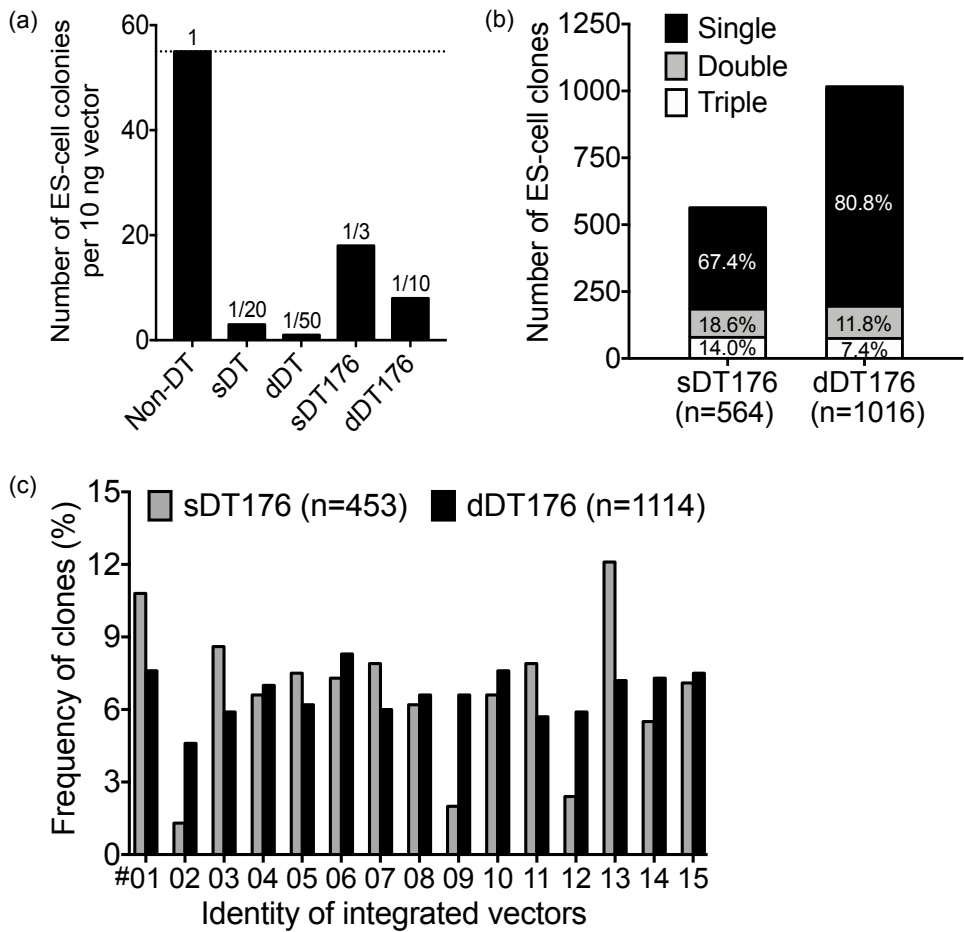 (a)
Number of ES-cell colonies
per 10 ng vector
60
40
20
0
1
1/20
1/50
1/3
1/10
Non-DT
sDT
dDT
sDT176
dDT176
(b)
Number of ES-cell clones
1250
1000
750
500
250
0
Single
Double
Triple
67.4%
18.6%
14.0%
80.8%
11.8%
7.4%
sDT176
(n=564)
dDT176
(n=1016)
(c)
Frequency of clones (%)
15
12
9
6
3
0
sDT176 (n=453)
dDT176 (n=1114)
#01 02 03 04 05 06 07 08 09 10 11 12 13 14 15
Identity of integrated vectors